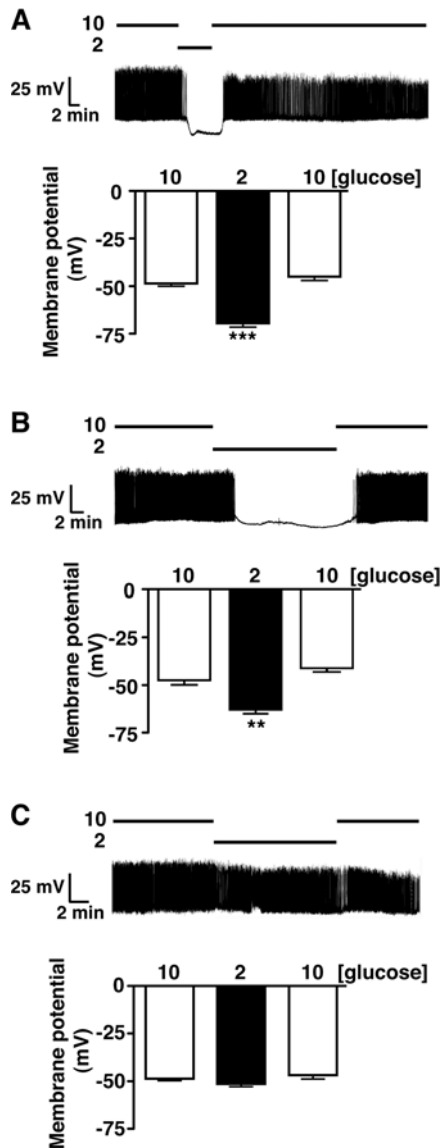 A
10
2
25 mV
2 min
10 2 10 [glucose]
0
-25
-50
-75
Membrane potential
(mV)
***
B
10
2
25 mV
2 min
10 2 10 [glucose]
0
-25
-50
-75
Membrane potential
(mV)
**
C
10
2
25 mV
2 min
10 2 10 [glucose]
0
-25
-50
-75
Membrane potential
(mV)